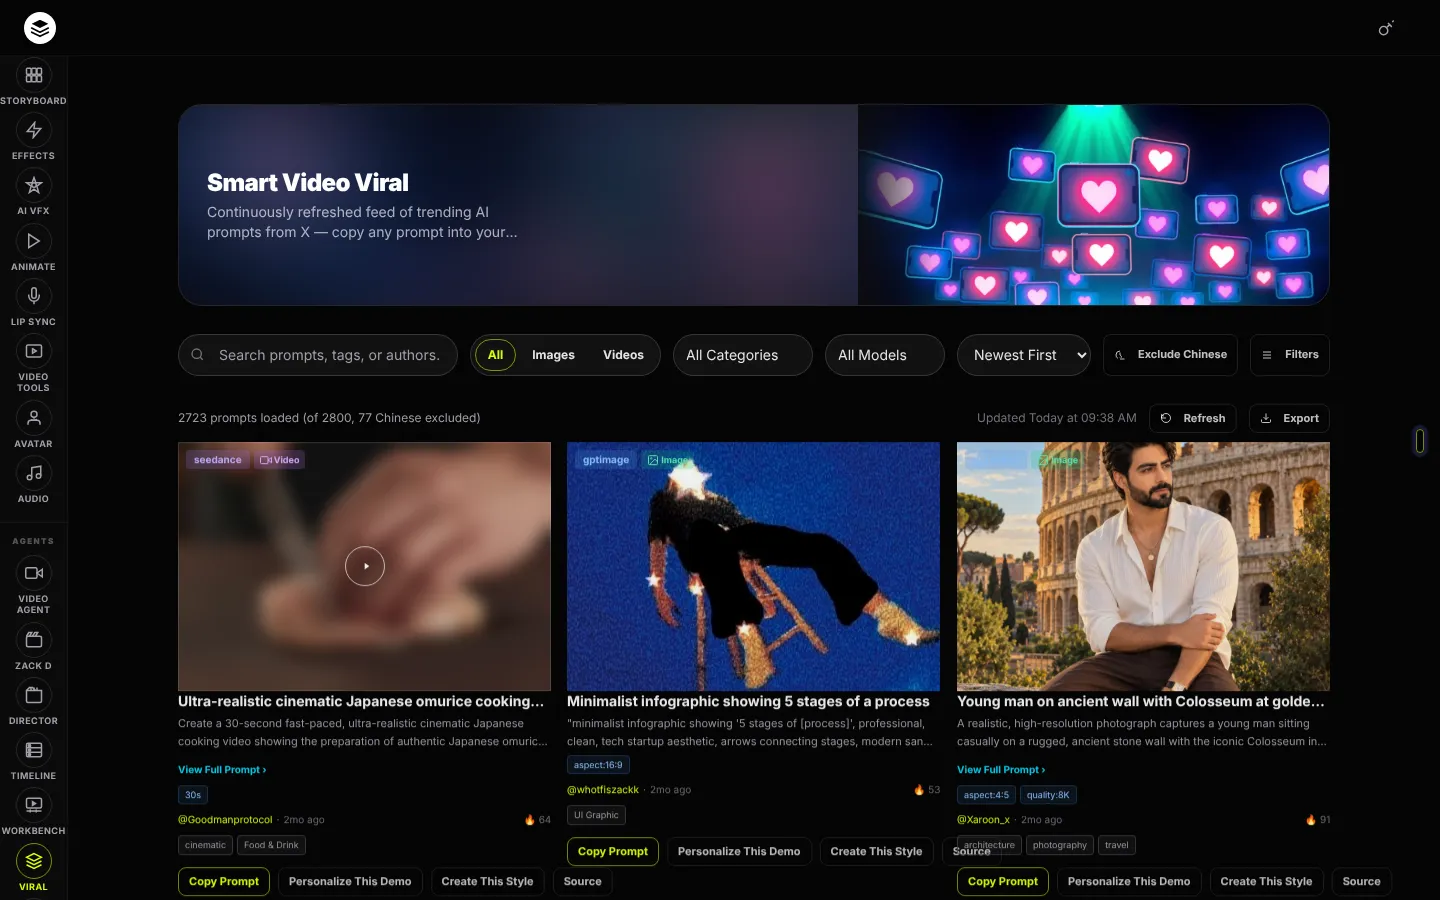 STORYBOARD
EFFECTS
AI VFX
ANIMATE
LIP SYNC
VIDEO
TOOLS
AVATAR
AUDIO
AGENTS
VIDEO
AGENT
ZACK D
DIRECTOR
TIMELINE
WORKBENCH
VIRAL
Smart Video Viral
Continuously refreshed feed of trending AI
prompts from X — copy any prompt into your...
Search prompts, tags, or authors.
All Images Videos
All Categories
All Models
Newest First
Exclude Chinese
Filters
2723 prompts loaded (of 2800, 77 Chinese excluded)
Updated Today at 09:38 AM
Refresh
Export
seedance Video
Ultra-realistic cinematic Japanese omurice cooking...
Create a 30-second fast-paced, ultra-realistic cinematic Japanese
cooking video showing the preparation of authentic Japanese omuric...
View Full Prompt ›
30s
@Goodmanprotocol · 2mo ago 🔥 64
cinematic Food & Drink
Copy Prompt Personalize This Demo Create This Style Source
gptimage Image
Minimalist infographic showing 5 stages of a process
"minimalist infographic showing '5 stages of [process]', professional,
clean, tech startup aesthetic, arrows connecting stages, modern san...
aspect:16:9
@whotfiszackk · 2mo ago 🔥 53
UI Graphic
Copy Prompt Personalize This Demo Create This Style Source
Image
Young man on ancient wall with Colosseum at golde...
A realistic, high-resolution photograph captures a young man sitting
casually on a rugged, ancient stone wall with the iconic Colosseum in...
View Full Prompt ›
aspect:4:5 quality:8K
@Xaroon_x · 2mo ago 🔥 91
architecture photography travel
Copy Prompt Personalize This Demo Create This Style Source